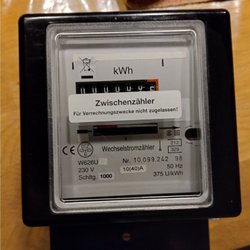 kWh
Zwischenzähler
Für Verrechnungszwecke nicht zugelassen!
Wechselstromzähler
212
Nr. 10.099.242 98
W626U
230 V 10(40)A 50 Hz
Schltg 1000 375 U/kWh